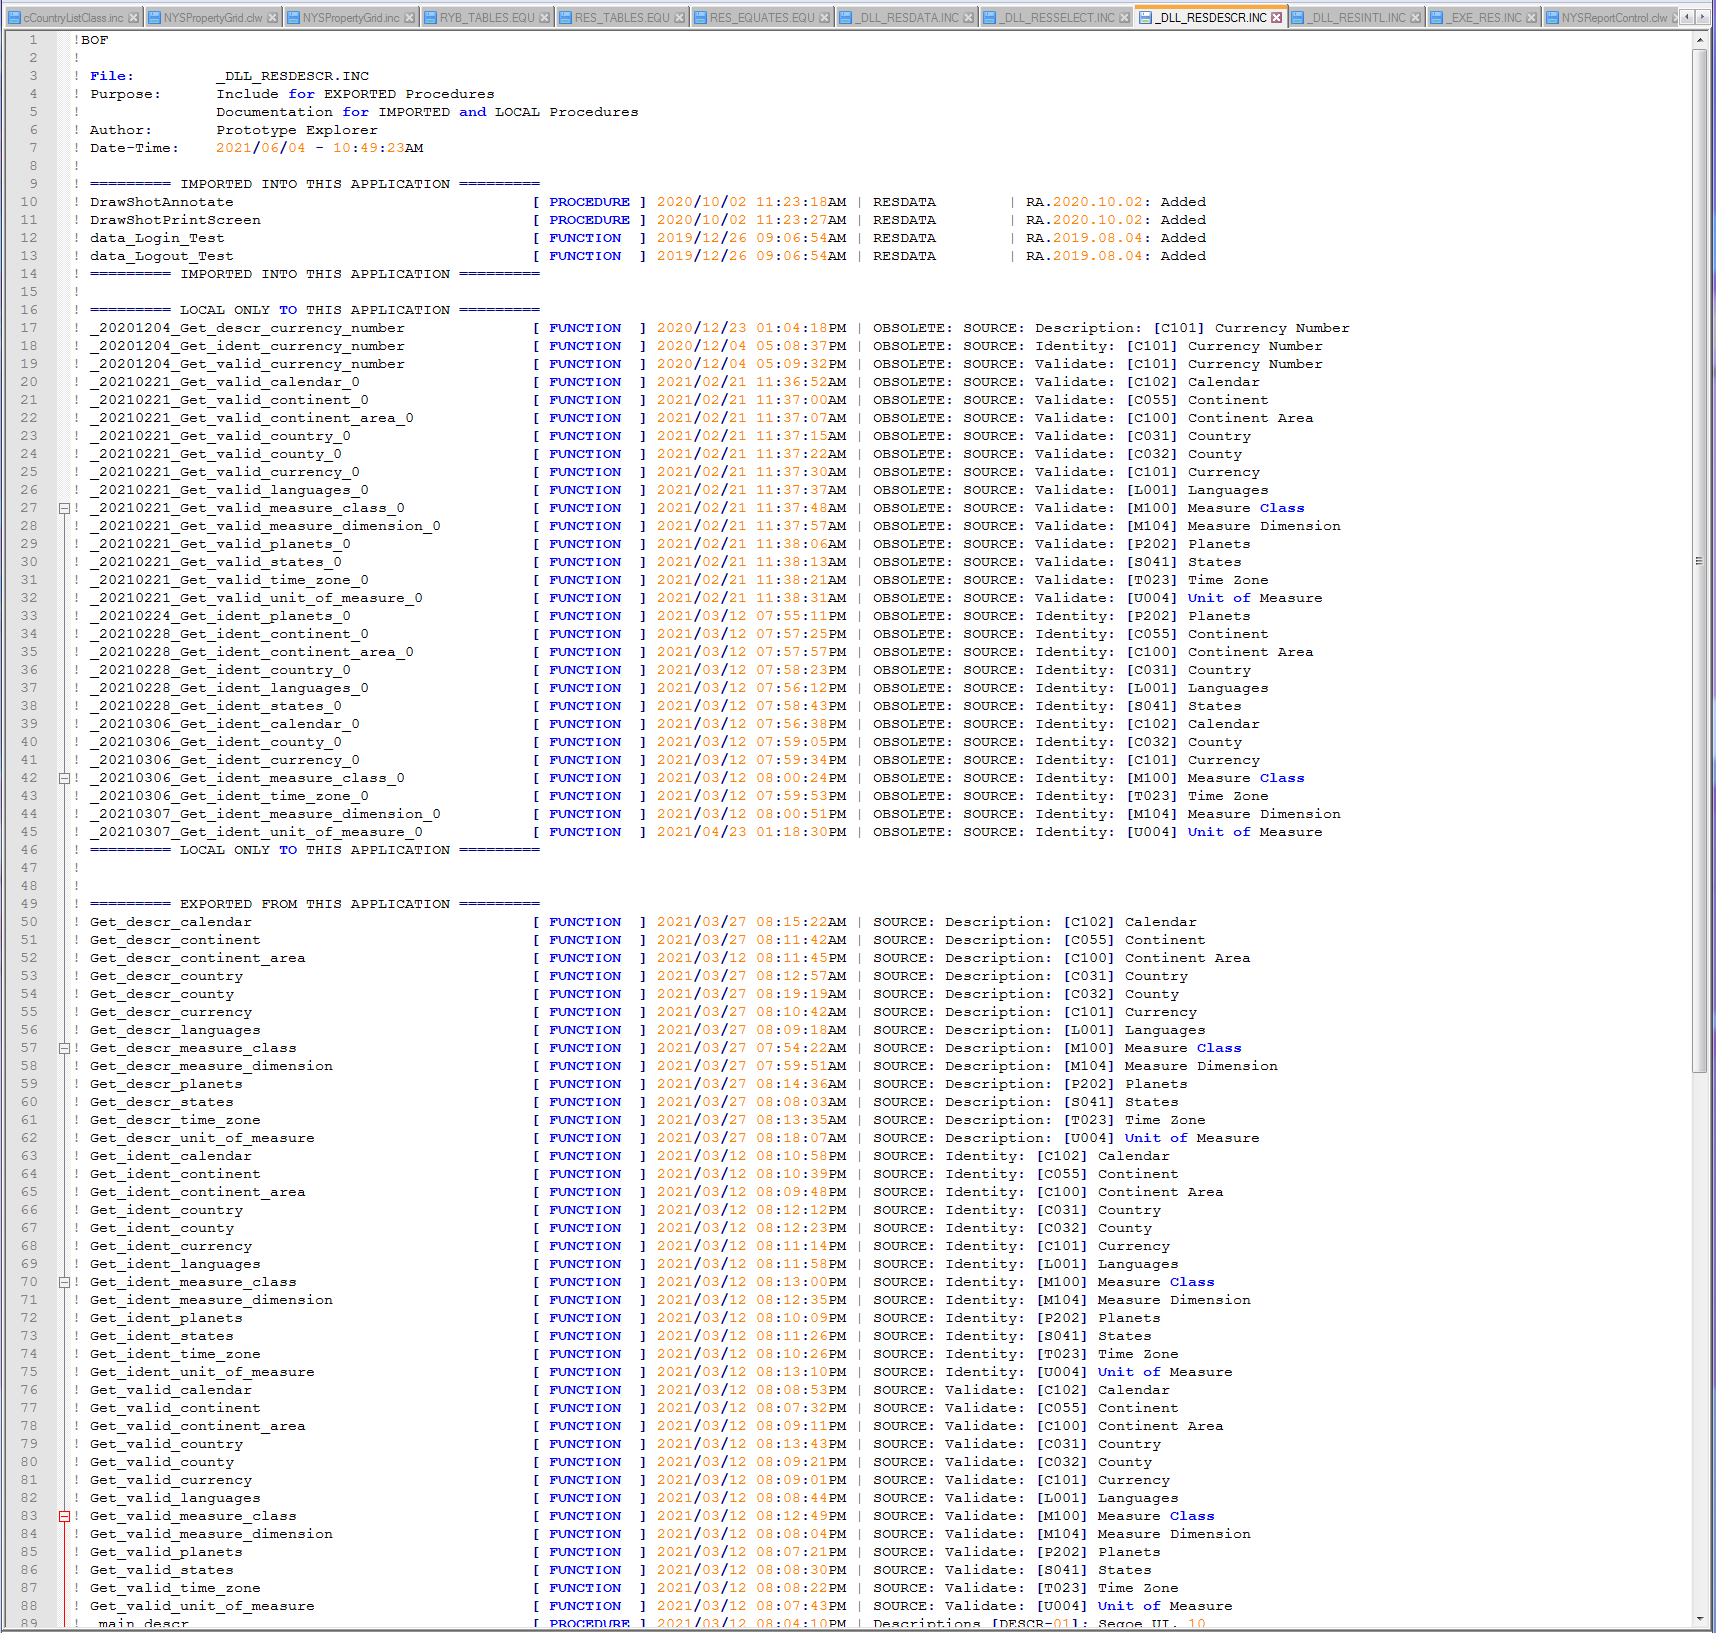 cCountryListClass.inc NYSPropertyGrid.clw NYSPropertyGrid.inc RYB_TABLES.EQU RES_TABLES.EQU RES_EQUATES.EQU _DLL_RESDATA.INC _DLL_RESSELECT.INC _DLL_RESDESCR.INC _DLL_RESINTL.INC _EXE_RES.INC NYSReportControl.clw
1 !BOF
2 !
3 ! File: _DLL_RESDESCR.INC
4 ! Purpose: Include for EXPORTED Procedures
5 ! Documentation for IMPORTED and LOCAL Procedures
6 ! Author: Prototype Explorer
7 ! Date-Time: 2021/06/04 - 10:49:23AM
8 !
9 ! ========= IMPORTED INTO THIS APPLICATION =========
10 ! DrawShotAnnotate [ PROCEDURE ] 2020/10/02 11:23:18AM | RESDATA | RA.2020.10.02: Added
11 ! DrawShotPrintScreen [ PROCEDURE ] 2020/10/02 11:23:27AM | RESDATA | RA.2020.10.02: Added
12 ! data_Login_Test [ FUNCTION ] 2019/12/26 09:06:54AM | RESDATA | RA.2019.08.04: Added
13 ! data_Logout_Test [ FUNCTION ] 2019/12/26 09:06:54AM | RESDATA | RA.2019.08.04: Added
14 ! ========= IMPORTED INTO THIS APPLICATION =========
15 !
16 ! ========= LOCAL ONLY TO THIS APPLICATION =========
17 ! _20201204_Get_descr_currency_number [ FUNCTION ] 2020/12/23 01:04:18PM | OBSOLETE: SOURCE: Description: [C101] Currency Number
18 ! _20201204_Get_ident_currency_number [ FUNCTION ] 2020/12/04 05:08:37PM | OBSOLETE: SOURCE: Identity: [C101] Currency Number
19 ! _20201204_Get_valid_currency_number [ FUNCTION ] 2020/12/04 05:09:32PM | OBSOLETE: SOURCE: Validate: [C101] Currency Number
20 ! _20210221_Get_valid_calendar_0 [ FUNCTION ] 2021/02/21 11:36:52AM | OBSOLETE: SOURCE: Validate: [C102] Calendar
21 ! _20210221_Get_valid_continent_0 [ FUNCTION ] 2021/02/21 11:37:00AM | OBSOLETE: SOURCE: Validate: [C055] Continent
22 ! _20210221_Get_valid_continent_area_0 [ FUNCTION ] 2021/02/21 11:37:07AM | OBSOLETE: SOURCE: Validate: [C100] Continent Area
23 ! _20210221_Get_valid_country_0 [ FUNCTION ] 2021/02/21 11:37:15AM | OBSOLETE: SOURCE: Validate: [C031] Country
24 ! _20210221_Get_valid_county_0 [ FUNCTION ] 2021/02/21 11:37:22AM | OBSOLETE: SOURCE: Validate: [C032] County
25 ! _20210221_Get_valid_currency_0 [ FUNCTION ] 2021/02/21 11:37:30AM | OBSOLETE: SOURCE: Validate: [C101] Currency
26 ! _20210221_Get_valid_languages_0 [ FUNCTION ] 2021/02/21 11:37:37AM | OBSOLETE: SOURCE: Validate: [L001] Languages
27 ! _20210221_Get_valid_measure_class_0 [ FUNCTION ] 2021/02/21 11:37:48AM | OBSOLETE: SOURCE: Validate: [M100] Measure Class
28 ! _20210221_Get_valid_measure_dimension_0 [ FUNCTION ] 2021/02/21 11:37:57AM | OBSOLETE: SOURCE: Validate: [M104] Measure Dimension
29 ! _20210221_Get_valid_planets_0 [ FUNCTION ] 2021/02/21 11:38:06AM | OBSOLETE: SOURCE: Validate: [P202] Planets
30 ! _20210221_Get_valid_states_0 [ FUNCTION ] 2021/02/21 11:38:13AM | OBSOLETE: SOURCE: Validate: [S041] States
31 ! _20210221_Get_valid_time_zone_0 [ FUNCTION ] 2021/02/21 11:38:21AM | OBSOLETE: SOURCE: Validate: [T023] Time Zone
32 ! _20210221_Get_valid_unit_of_measure_0 [ FUNCTION ] 2021/02/21 11:38:31AM | OBSOLETE: SOURCE: Validate: [U004] Unit of Measure
33 ! _20210224_Get_ident_planets_0 [ FUNCTION ] 2021/03/12 07:55:11PM | OBSOLETE: SOURCE: Identity: [P202] Planets
34 ! _20210228_Get_ident_continent_0 [ FUNCTION ] 2021/03/12 07:57:25PM | OBSOLETE: SOURCE: Identity: [C055] Continent
35 ! _20210228_Get_ident_continent_area_0 [ FUNCTION ] 2021/03/12 07:57:57PM | OBSOLETE: SOURCE: Identity: [C100] Continent Area
36 ! _20210228_Get_ident_country_0 [ FUNCTION ] 2021/03/12 07:58:23PM | OBSOLETE: SOURCE: Identity: [C031] Country
37 ! _20210228_Get_ident_languages_0 [ FUNCTION ] 2021/03/12 07:56:12PM | OBSOLETE: SOURCE: Identity: [L001] Languages
38 ! _20210228_Get_ident_states_0 [ FUNCTION ] 2021/03/12 07:58:43PM | OBSOLETE: SOURCE: Identity: [S041] States
39 ! _20210306_Get_ident_calendar_0 [ FUNCTION ] 2021/03/12 07:56:38PM | OBSOLETE: SOURCE: Identity: [C102] Calendar
40 ! _20210306_Get_ident_county_0 [ FUNCTION ] 2021/03/12 07:59:05PM | OBSOLETE: SOURCE: Identity: [C032] County
41 ! _20210306_Get_ident_currency_0 [ FUNCTION ] 2021/03/12 07:59:34PM | OBSOLETE: SOURCE: Identity: [C101] Currency
42 ! _20210306_Get_ident_measure_class_0 [ FUNCTION ] 2021/03/12 08:00:24PM | OBSOLETE: SOURCE: Identity: [M100] Measure Class
43 ! _20210306_Get_ident_time_zone_0 [ FUNCTION ] 2021/03/12 07:59:53PM | OBSOLETE: SOURCE: Identity: [T023] Time Zone
44 ! _20210307_Get_ident_measure_dimension_0 [ FUNCTION ] 2021/03/12 08:00:51PM | OBSOLETE: SOURCE: Identity: [M104] Measure Dimension
45 ! _20210307_Get_ident_unit_of_measure_0 [ FUNCTION ] 2021/04/23 01:18:30PM | OBSOLETE: SOURCE: Identity: [U004] Unit of Measure
46 ! ========= LOCAL ONLY TO THIS APPLICATION =========
47 !
48 !
49 ! ========= EXPORTED FROM THIS APPLICATION =========
50 ! Get_descr_calendar [ FUNCTION ] 2021/03/27 08:15:22AM | SOURCE: Description: [C102] Calendar
51 ! Get_descr_continent [ FUNCTION ] 2021/03/27 08:11:42AM | SOURCE: Description: [C055] Continent
52 ! Get_descr_continent_area [ FUNCTION ] 2021/03/27 08:11:45AM | SOURCE: Description: [C100] Continent Area
53 ! Get_descr_country [ FUNCTION ] 2021/03/27 08:12:57AM | SOURCE: Description: [C031] Country
54 ! Get_descr_county [ FUNCTION ] 2021/03/27 08:19:19AM | SOURCE: Description: [C032] County
55 ! Get_descr_currency [ FUNCTION ] 2021/03/27 08:10:42AM | SOURCE: Description: [C101] Currency
56 ! Get_descr_languages [ FUNCTION ] 2021/03/27 08:09:18AM | SOURCE: Description: [L001] Languages
57 ! Get_descr_measure_class [ FUNCTION ] 2021/03/27 07:54:22AM | SOURCE: Description: [M100] Measure Class
58 ! Get_descr_measure_dimension [ FUNCTION ] 2021/03/27 07:59:51AM | SOURCE: Description: [M104] Measure Dimension
59 ! Get_descr_planets [ FUNCTION ] 2021/03/27 08:14:36AM | SOURCE: Description: [P202] Planets
60 ! Get_descr_states [ FUNCTION ] 2021/03/27 08:08:03AM | SOURCE: Description: [S041] States
61 ! Get_descr_time_zone [ FUNCTION ] 2021/03/27 08:13:35AM | SOURCE: Description: [T023] Time Zone
62 ! Get_descr_unit_of_measure [ FUNCTION ] 2021/03/27 08:18:07AM | SOURCE: Description: [U004] Unit of Measure
63 ! Get_ident_calendar [ FUNCTION ] 2021/03/12 08:10:58PM | SOURCE: Identity: [C102] Calendar
64 ! Get_ident_continent [ FUNCTION ] 2021/03/12 08:10:39PM | SOURCE: Identity: [C055] Continent
65 ! Get_ident_continent_area [ FUNCTION ] 2021/03/12 08:09:48PM | SOURCE: Identity: [C100] Continent Area
66 ! Get_ident_country [ FUNCTION ] 2021/03/12 08:12:12PM | SOURCE: Identity: [C031] Country
67 ! Get_ident_county [ FUNCTION ] 2021/03/12 08:12:23PM | SOURCE: Identity: [C032] County
68 ! Get_ident_currency [ FUNCTION ] 2021/03/12 08:11:14PM | SOURCE: Identity: [C101] Currency
69 ! Get_ident_languages [ FUNCTION ] 2021/03/12 08:11:58PM | SOURCE: Identity: [L001] Languages
70 ! Get_ident_measure_class [ FUNCTION ] 2021/03/12 08:13:00PM | SOURCE: Identity: [M100] Measure Class
71 ! Get_ident_measure_dimension [ FUNCTION ] 2021/03/12 08:12:35PM | SOURCE: Identity: [M104] Measure Dimension
72 ! Get_ident_planets [ FUNCTION ] 2021/03/12 08:10:09PM | SOURCE: Identity: [P202] Planets
73 ! Get_ident_states [ FUNCTION ] 2021/03/12 08:11:26PM | SOURCE: Identity: [S041] States
74 ! Get_ident_time_zone [ FUNCTION ] 2021/03/12 08:10:26PM | SOURCE: Identity: [T023] Time Zone
75 ! Get_ident_unit_of_measure [ FUNCTION ] 2021/03/12 08:13:10PM | SOURCE: Identity: [U004] Unit of Measure
76 ! Get_valid_calendar [ FUNCTION ] 2021/03/12 08:08:53PM | SOURCE: Validate: [C102] Calendar
77 ! Get_valid_continent [ FUNCTION ] 2021/03/12 08:07:32PM | SOURCE: Validate: [C055] Continent
78 ! Get_valid_continent_area [ FUNCTION ] 2021/03/12 08:09:11PM | SOURCE: Validate: [C100] Continent Area
79 ! Get_valid_country [ FUNCTION ] 2021/03/12 08:13:43PM | SOURCE: Validate: [C031] Country
80 ! Get_valid_county [ FUNCTION ] 2021/03/12 08:09:21PM | SOURCE: Validate: [C032] County
81 ! Get_valid_currency [ FUNCTION ] 2021/03/12 08:09:01PM | SOURCE: Validate: [C101] Currency
82 ! Get_valid_languages [ FUNCTION ] 2021/03/12 08:08:44PM | SOURCE: Validate: [L001] Languages
83 ! Get_valid_measure_class [ FUNCTION ] 2021/03/12 08:12:49PM | SOURCE: Validate: [M100] Measure Class
84 ! Get_valid_measure_dimension [ FUNCTION ] 2021/03/12 08:08:04PM | SOURCE: Validate: [M104] Measure Dimension
85 ! Get_valid_planets [ FUNCTION ] 2021/03/12 08:07:21PM | SOURCE: Validate: [P202] Planets
86 ! Get_valid_states [ FUNCTION ] 2021/03/12 08:08:30PM | SOURCE: Validate: [S041] States
87 ! Get_valid_time_zone [ FUNCTION ] 2021/03/12 08:08:22PM | SOURCE: Validate: [T023] Time Zone
88 ! Get_valid_unit_of_measure [ FUNCTION ] 2021/03/12 08:07:43PM | SOURCE: Validate: [U004] Unit of Measure
89 ! _main_descr [ PROCEDURE ] 2021/03/12 08:04:10PM | Descriptions [DESCR-01]: Segoe UI, 10